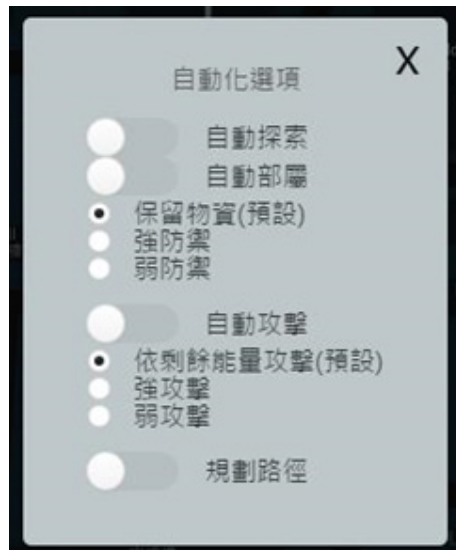 X
自動化選項
自動探索
自動部屬
保留物資(預設)
強防禦
弱防禦
自動攻擊
依剩餘能量攻擊(預設)
強攻擊
弱攻擊
規劃路徑